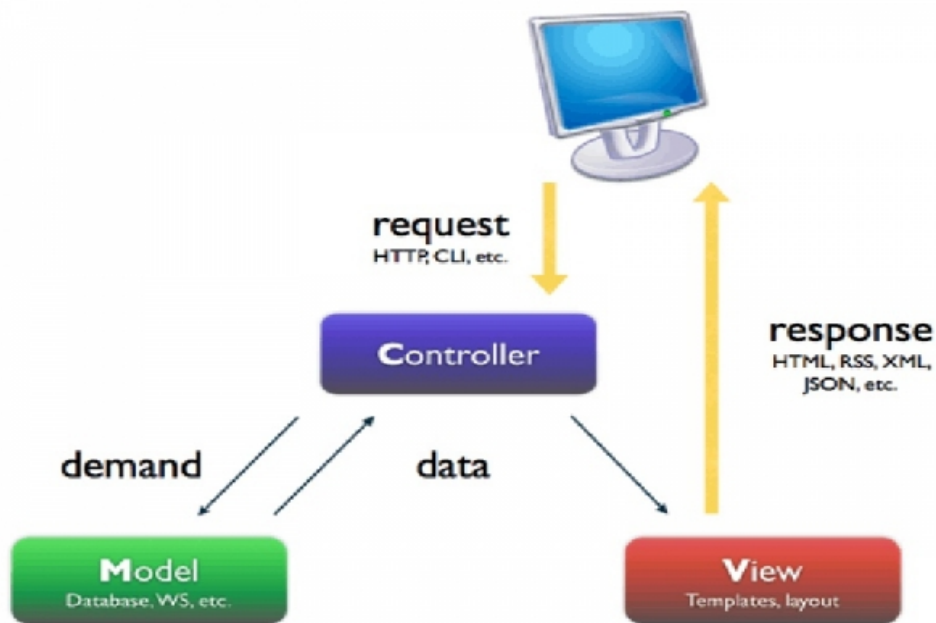 request
HTTP, CLI, etc.
Controller
response
HTML, RSS, XML,
JSON, etc.
demand
data
Model
Database, WS, etc.
View
Templates, layout